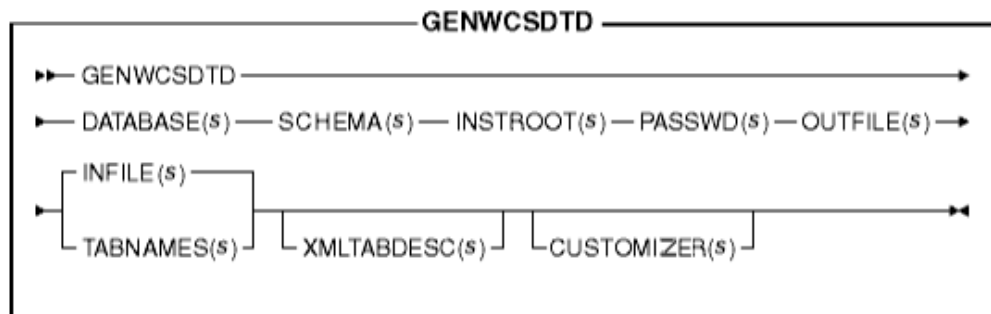 GENWCSDTD
GENWCSDTD
DATABASE(s) SCHEMA(s) INSTROOT(s) PASSWD(s) OUTFILE(s)
INFILE(s)
TABNAMES(s) XMLTABDESC(s) CUSTOMIZER(s)